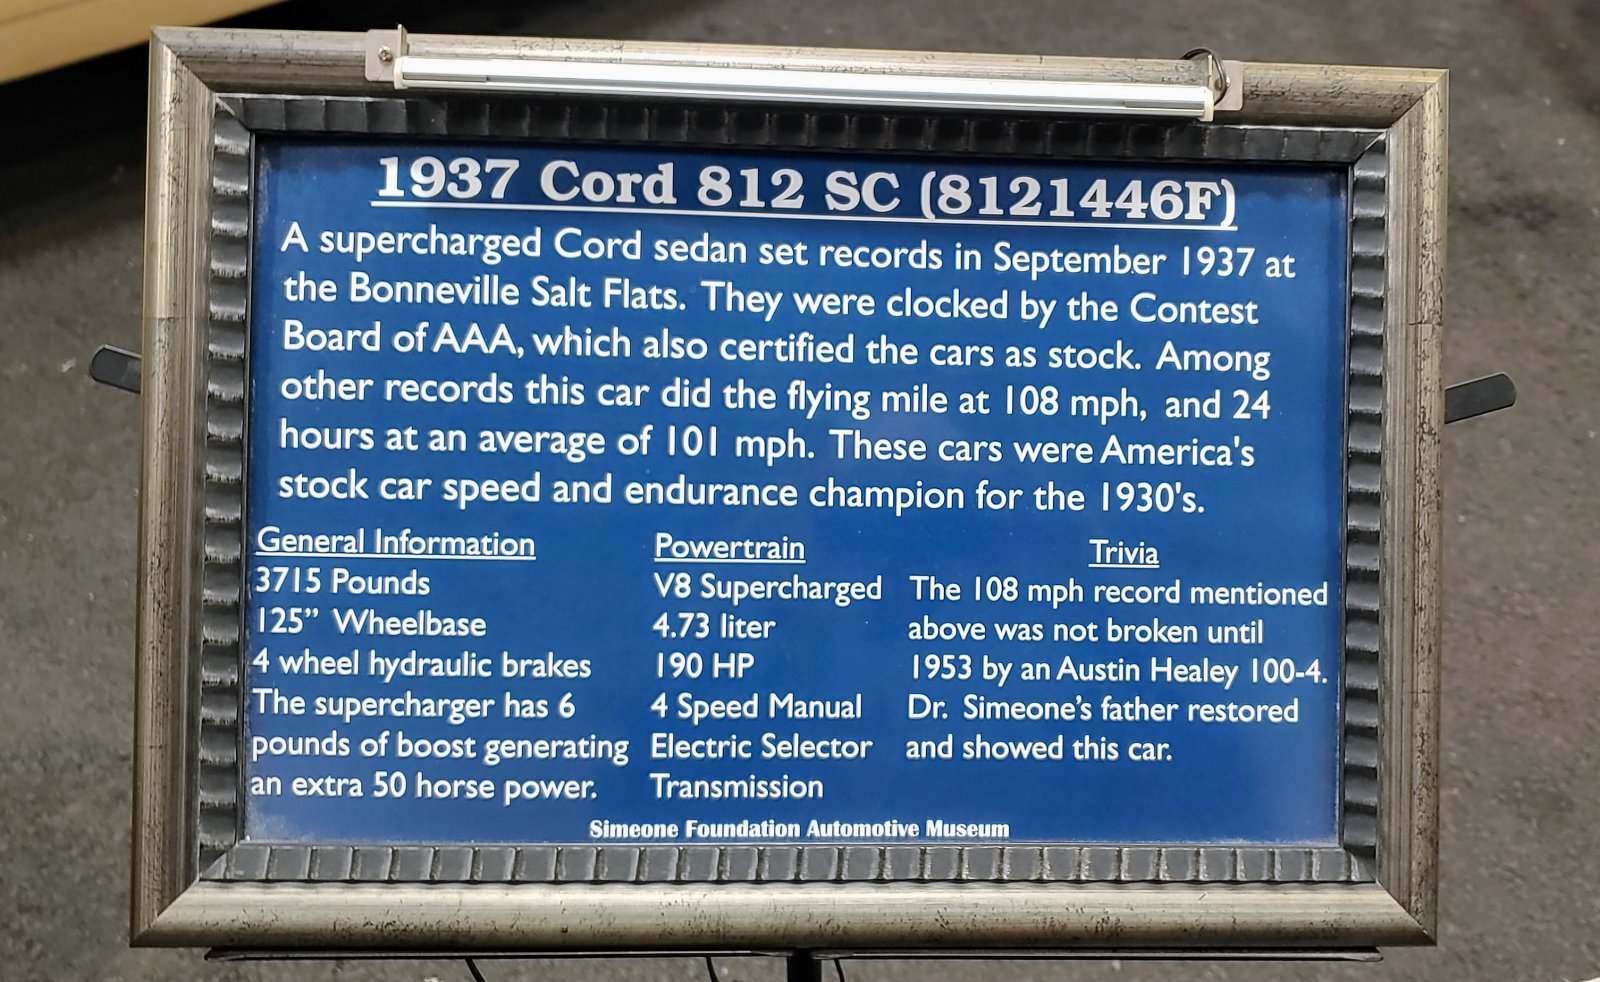 1937 Cord 812 SC (8121446F)
A supercharged Cord sedan set records in September 1937 at
the Bonneville Salt Flats. They were clocked by the Contest
Board of AAA, which also certified the cars as stock. Among
other records this car did the flying mile at 108 mph, and 24
hours at an average of 101 mph. These cars were America's
stock car speed and endurance champion for the 1930's.
General Information
3715 Pounds
125” Wheelbase
4 wheel hydraulic brakes
The supercharger has 6
pounds of boost generating
an extra 50 horse power.
Powertrain
V8 Supercharged
4.73 liter
190 HP
4 Speed Manual
Electric Selector
Transmission
Trivia
The 108 mph record mentioned
above was not broken until
1953 by an Austin Healey 100-4.
Dr. Simeone’s father restored
and showed this car.
Simeone Foundation Automotive Museum